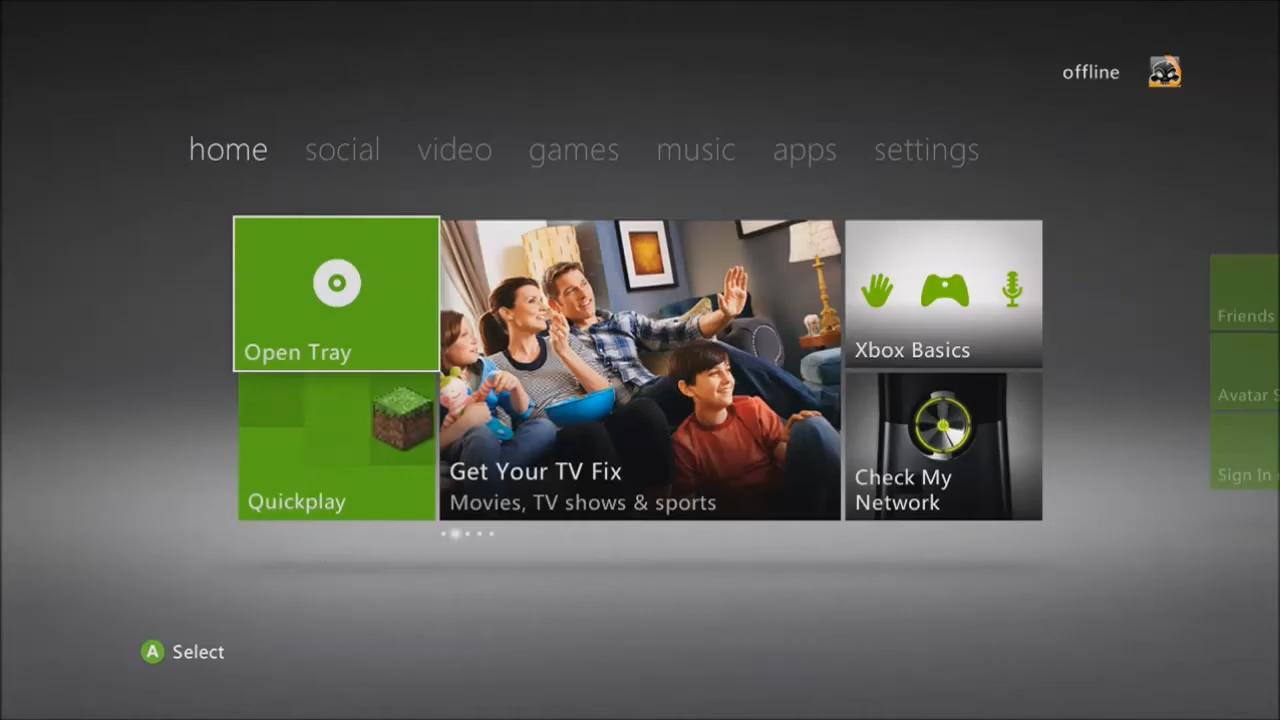 offline
home social video games music apps settings
Open Tray
Quickplay
Get Your TV Fix
Movies, TV shows & sports
Xbox Basics
Check My
Network
Friends
Avatar S
Sign In
A Select